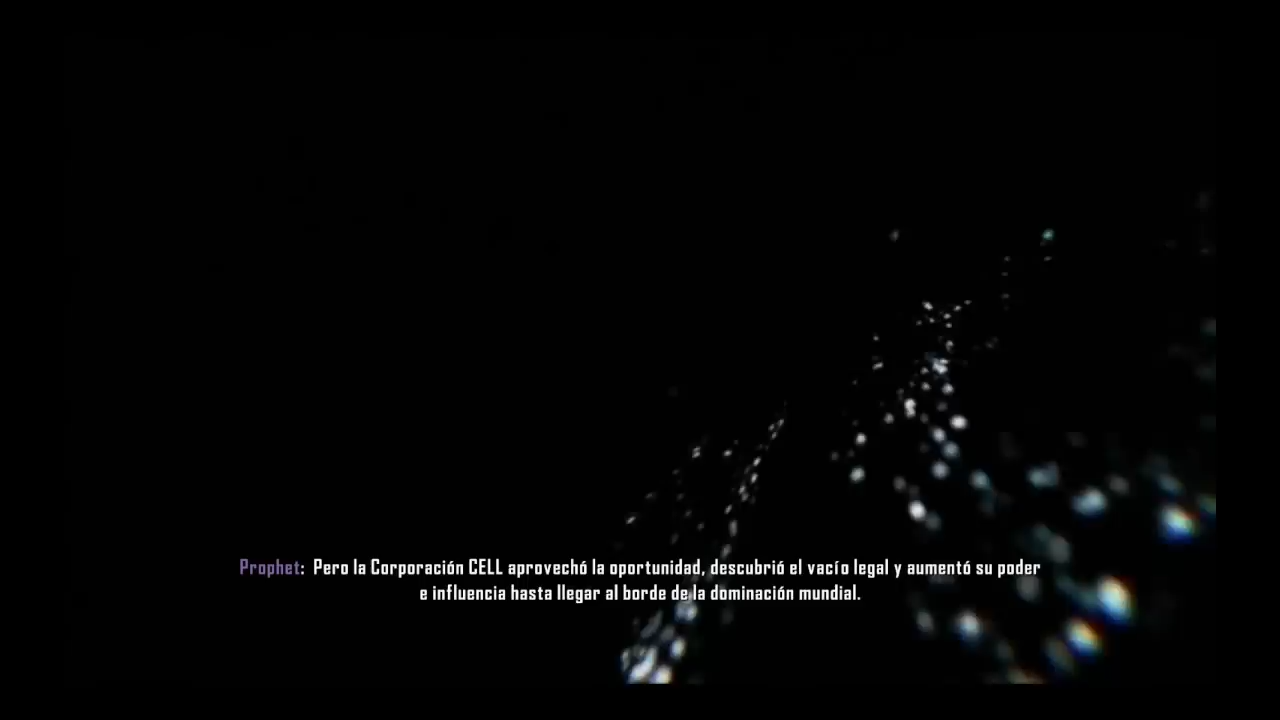 Prophet: Pero la Corporación CELL aprovechó la oportunidad, descubrió el vacío legal y aumentó su poder
e influencia hasta llegar al borde de la dominación mundial.